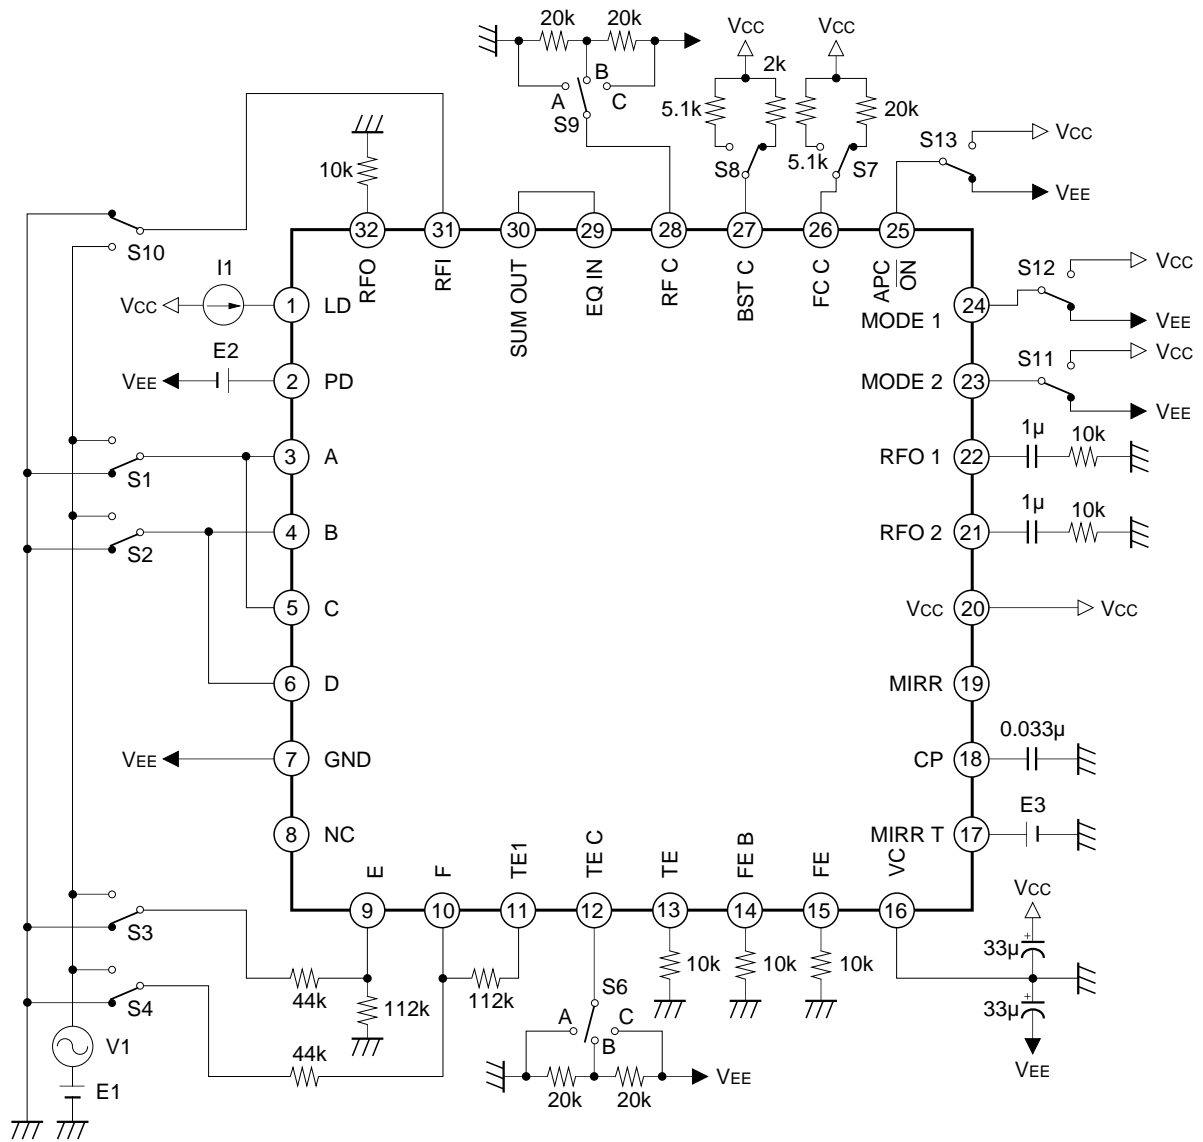 20k
20k
VCC
VCC
B
A
C
S9
2k
5.1k
20k
S8
5.1k
S7
S13
VCC
VEE
10k
S10
32
31
30
29
28
27
26
25
RFO
RFI
SUM OUT
EQ IN
RF C
BST C
FC C
APC
ON
I1
VCC
1
LD
S12
VCC
24
MODE 1
VEE
E2
VEE
2
PD
S11
VCC
MODE 2
23
VEE
S1
3
A
RFO 1
22
1µ
10k
S2
4
B
RFO 2
21
1µ
10k
5
C
VCC
20
VCC
6
D
MIRR
19
VEE
7
GND
CP
18
0.033µ
8
NC
MIRR T
17
E3
E
F
TE1
TE C
TE
FE B
FE
VC
9
10
11
12
13
14
15
16
S3
44k
112k
112k
10k
10k
10k
VCC
33µ
33µ
VEE
S4
44k
S6
A
C
B
20k
20k
VEE
V1
E1